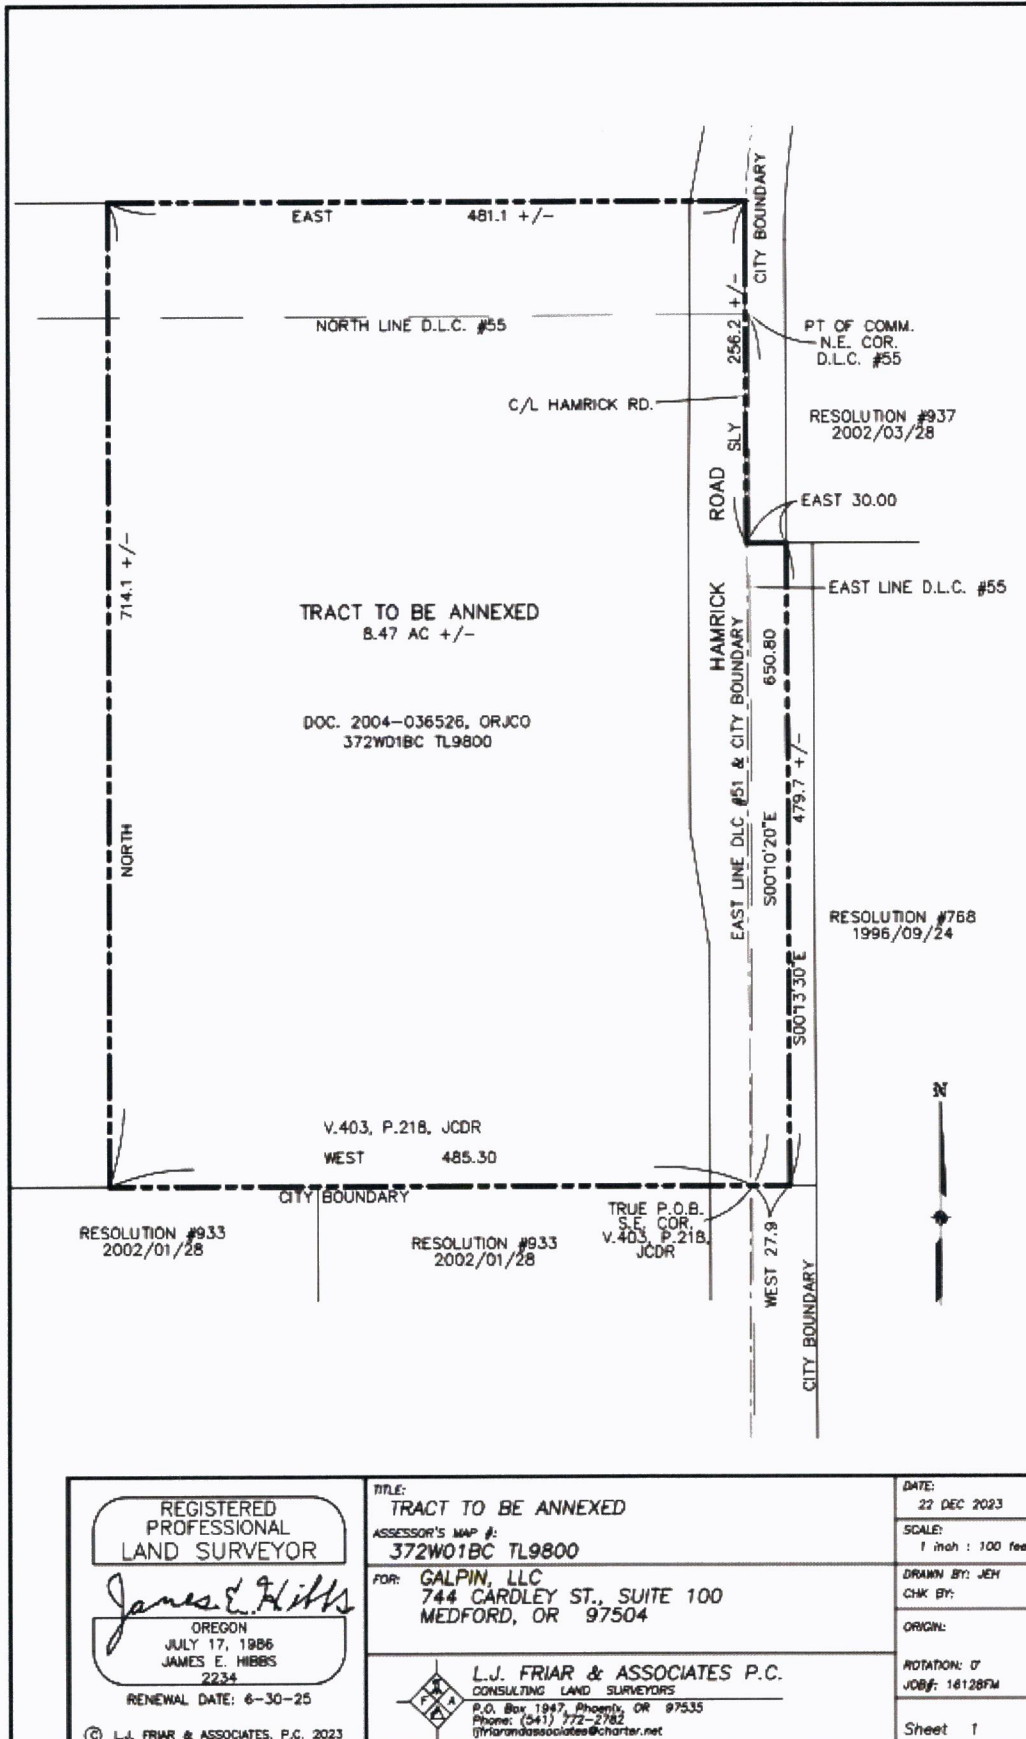 CITY BOUNDARY
EAST 481.1 +/-
NORTH LINE D.L.C. #55
256.2 +/-
SLY
PT OF COMM.
N.E. COR.
D.L.C. #55
C/L HAMRICK RD.
RESOLUTION #937
2002/03/28
ROAD
HAMRICK
EAST 30.00
EAST LINE D.L.C. #55
714.1 +/-
NORTH
TRACT TO BE ANNEXED
8.47 AC +/-
DOC. 2004-036526, ORJCO
372W01BC TL9800
EAST LINE DLC #51 & CITY BOUNDARY
650.80
S00°10'20"E
479.7 +/-
S00°13'30"E
RESOLUTION #768
1996/09/24
N
V.403, P.218, JCDR
WEST 485.30
CITY BOUNDARY
RESOLUTION #933
2002/01/28
RESOLUTION #933
2002/01/28
TRUE P.O.B.
S.E. COR.
V.403, P.218,
JCDR
WEST 27.9
CITY BOUNDARY
REGISTERED
PROFESSIONAL
LAND SURVEYOR
James E. Hibbs
OREGON
JULY 17, 1986
JAMES E. HIBBS
2234
RENEWAL DATE: 6-30-25
© L.J. FRIAR & ASSOCIATES, P.C. 2023
TITLE:
TRACT TO BE ANNEXED
ASSESSOR'S MAP #:
372W01BC TL9800
FOR: GALPIN, LLC
744 CARDLEY ST., SUITE 100
MEDFORD, OR 97504
F A
L.J. FRIAR & ASSOCIATES P.C.
CONSULTING LAND SURVEYORS
P.O. Box 1947, Phoenix, OR 97535
Phone: (541) 772-2782
ljfriarandassociates@charter.net
DATE:
22 DEC 2023
SCALE:
1 inch : 100 fee
DRAWN BY: JEH
CHK BY:
ORIGIN:
ROTATION: 0°
JOB#: 16128FM
Sheet 1